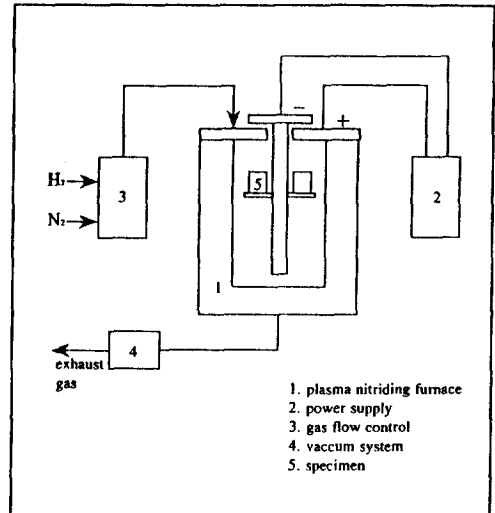 −
+
H₂
3
5
2
N₂
1
4
exhaust
gas
1. plasma nitriding furnace
2. power supply
3. gas flow control
4. vaccum system
5. specimen